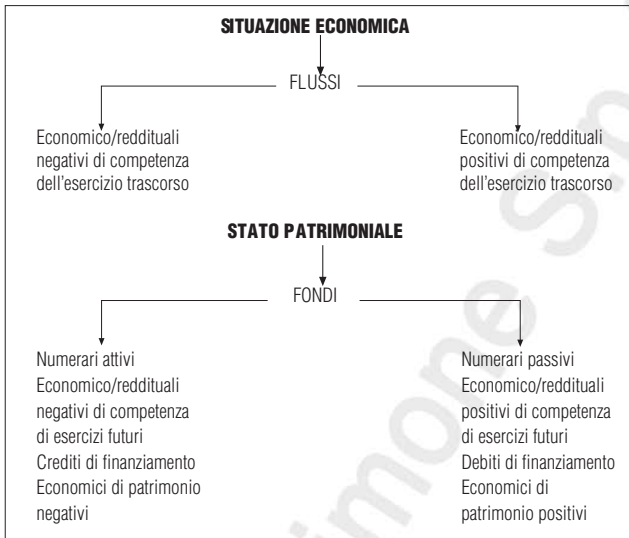 SITUAZIONE ECONOMICA
FLUSSI
Economico/reddituali
negativi di competenza
dell'esercizio trascorso
Economico/reddituali
positivi di competenza
dell'esercizio trascorso
STATO PATRIMONIALE
FONDI
Numerari attivi
Economico/reddituali
negativi di competenza
di esercizi futuri
Crediti di finanziamento
Economici di patrimonio
negativi
Numerari passivi
Economico/redditual
positivi di competenza
di esercizi futuri
Debiti di finanziamento
Economici di
patrimonio positivi
imone S.p